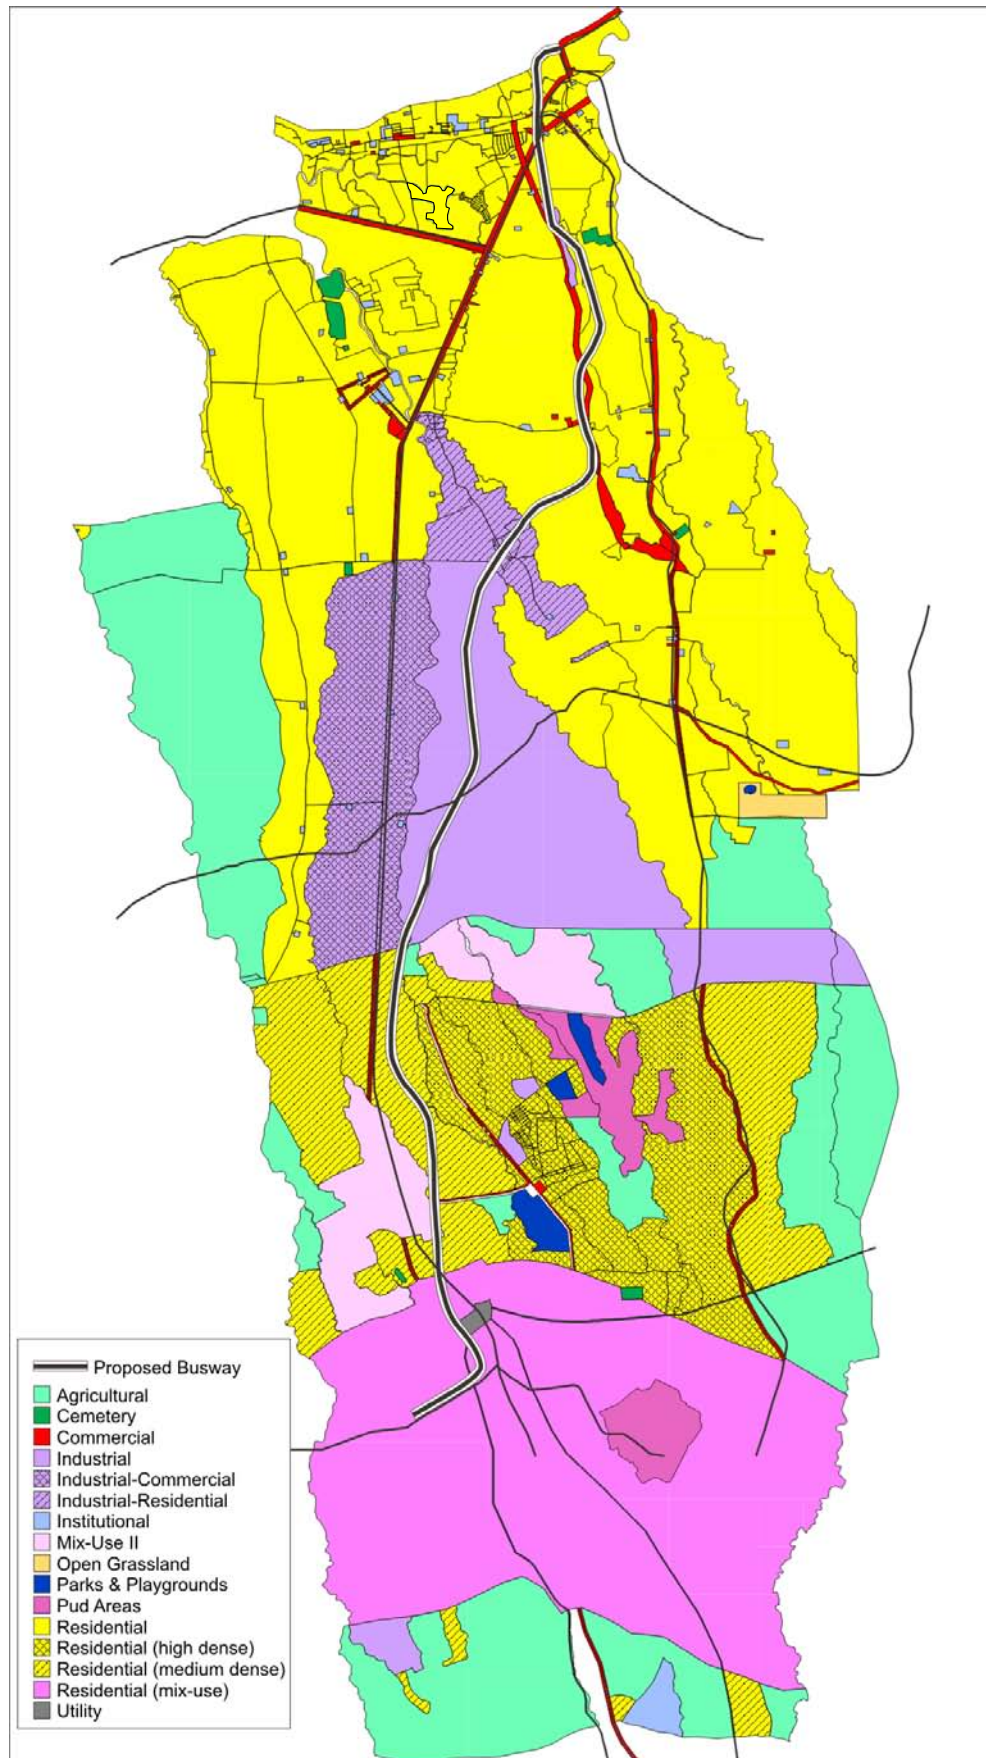 Proposed Busway
Agricultural
Cemetery
Commercial
Industrial
Industrial-Commercial
Industrial-Residential
Institutional
Mix-Use II
Open Grassland
Parks & Playgrounds
Pud Areas
Residential
Residential (high dense)
Residential (medium dense)
Residential (mix-use)
Utility